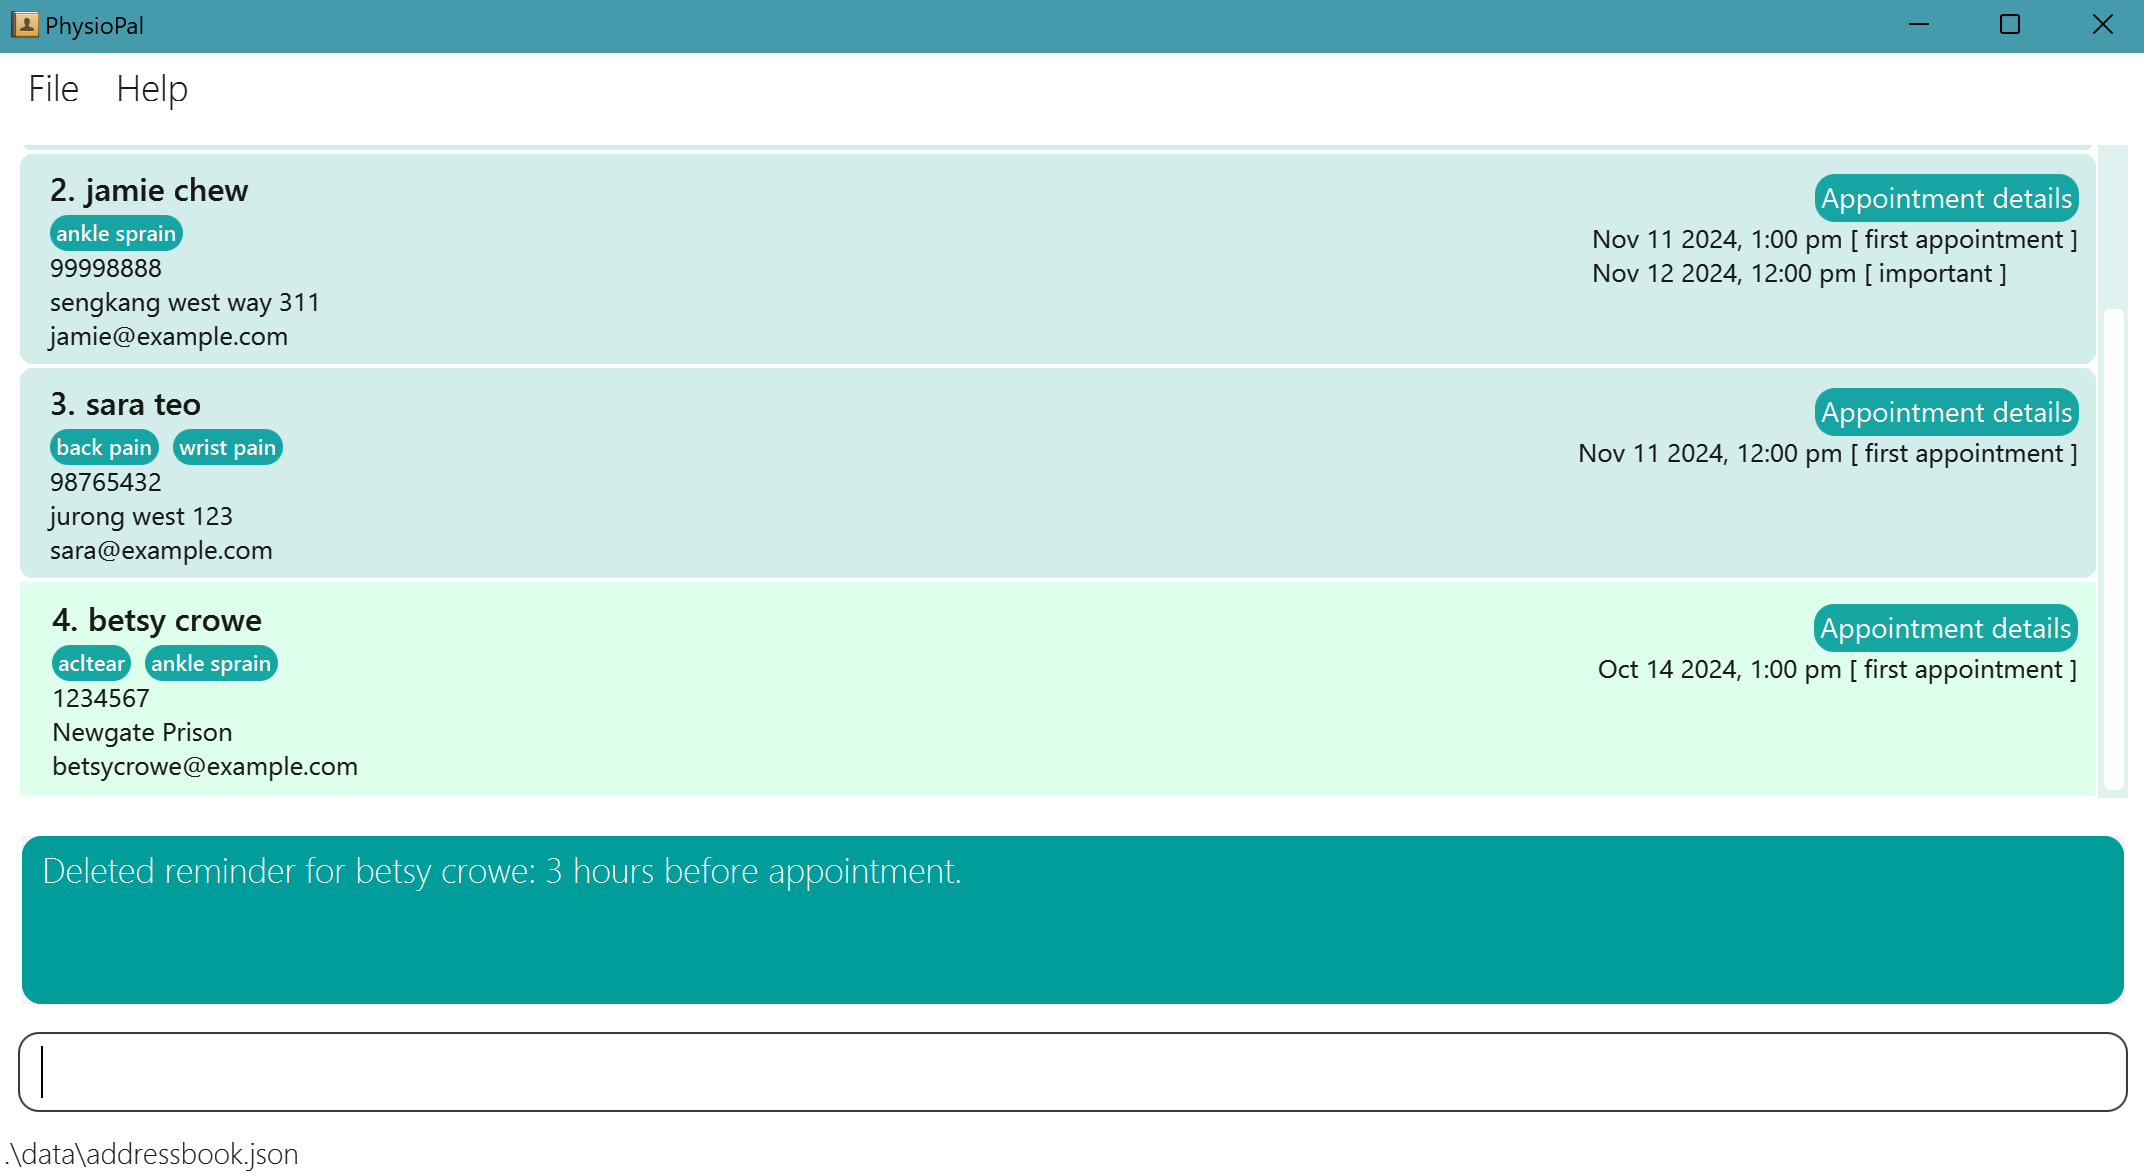 PhysioPal
File Help
2. jamie chew
ankle sprain
99998888
sengkang west way 311
jamie@example.com
Appointment details
Nov 11 2024, 1:00 pm [ first appointment ]
Nov 12 2024, 12:00 pm [ important ]
3. sara teo
back pain wrist pain
98765432
jurong west 123
sara@example.com
Appointment details
Nov 11 2024, 12:00 pm [ first appointment ]
4. betsy crowe
acltear ankle sprain
1234567
Newgate Prison
betsycrowe@example.com
Appointment details
Oct 14 2024, 1:00 pm [ first appointment ]
Deleted reminder for betsy crowe: 3 hours before appointment.
.\data\addressbook.json